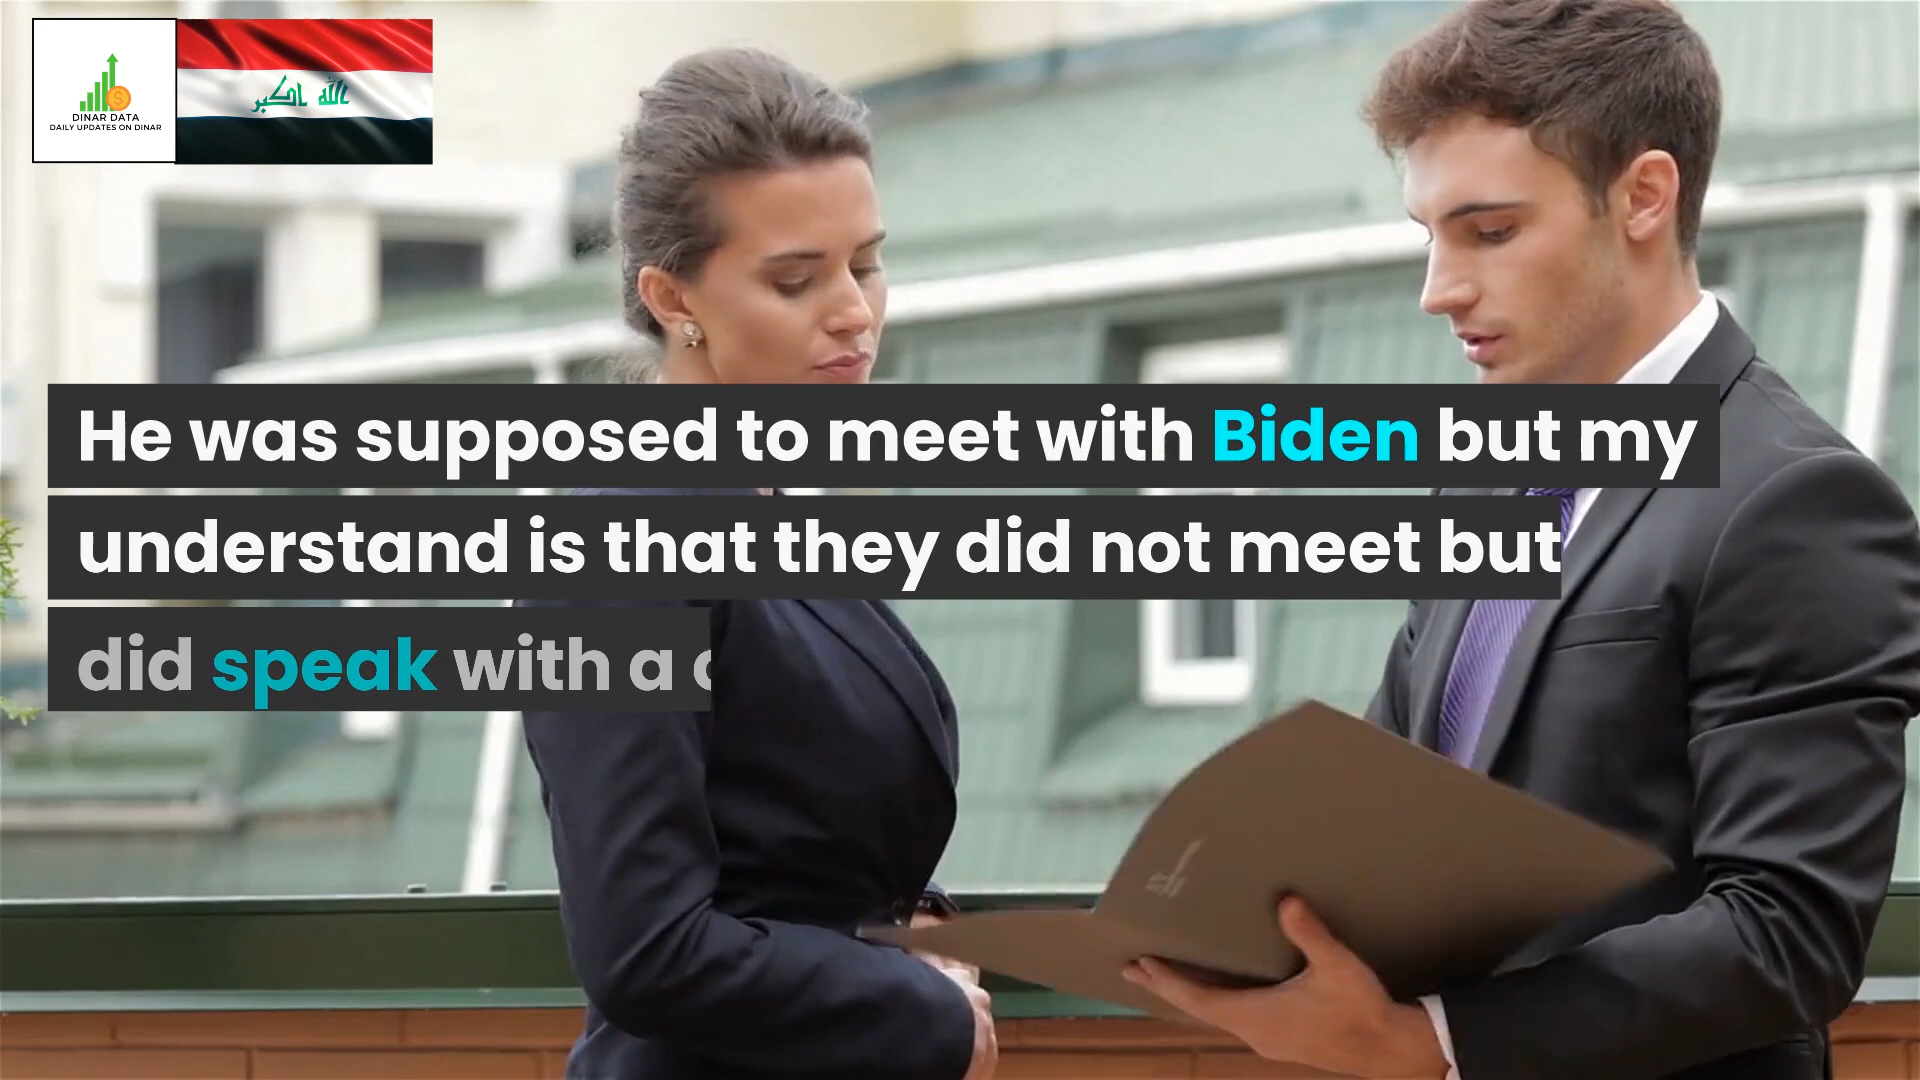 DINAR DATA
DAILY UPDATES ON DINAR
الله اكبر
He was supposed to meet with Biden but my
understand is that they did not meet but
did speak with a